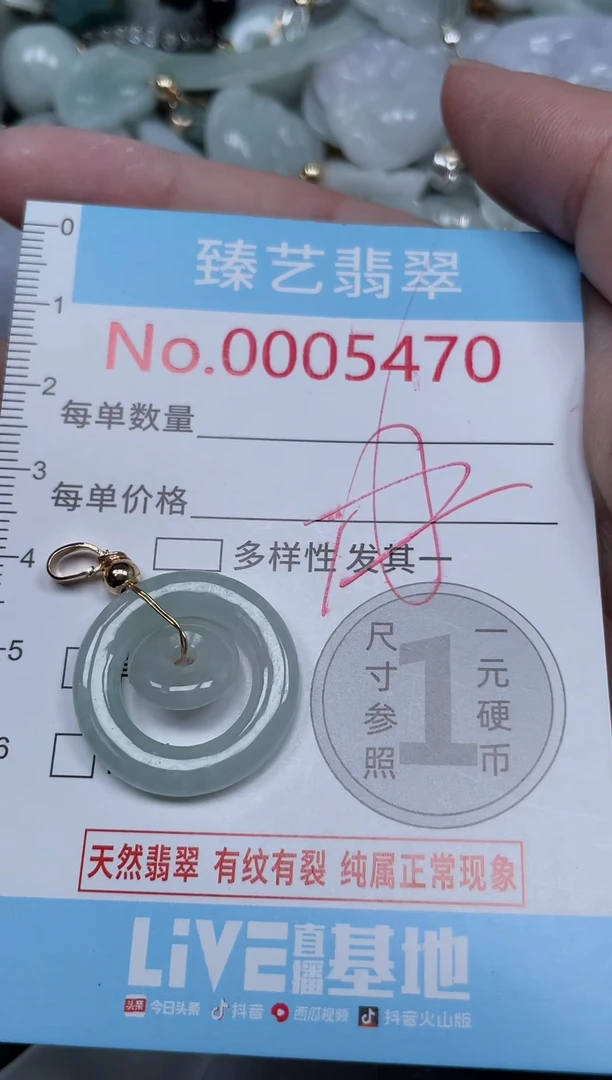 0
臻艺翡翠
1
No.0005470
2
每单数量
3
每单价格
4
多样性 发其一
5
6
尺寸参照
1
一元硬币
天然翡翠 有纹有裂 纯属正常现象
LiVE直播基地
头条 今日头条 抖音 西瓜视频 抖音火山版